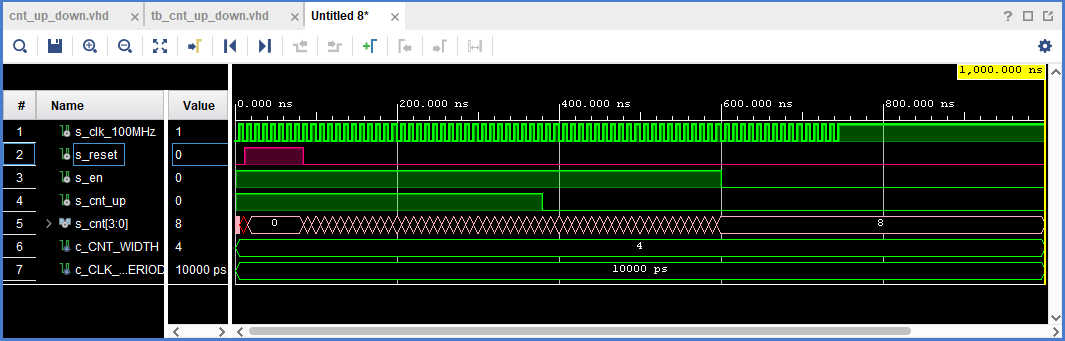 cnt_up_down.vhd × tb_cnt_up_down.vhd × Untitled 8* ×
?
1,000.000 ns
# Name Value
0.000 ns 200.000 ns 400.000 ns 600.000 ns 800.000 ns
1 s_clk_100MHz 1
2 s_reset 0
3 s_en 0
4 s_cnt_up 0
5 s_cnt[3:0] 8 0 8
6 c_CNT_WIDTH 4 4
7 c_CLK_...ERIOD 10000 ps 10000 ps